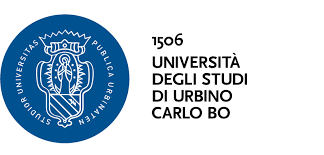 STUDIOR UNIVERSITAS PUBLICA URBINATEN
1506
UNIVERSITÀ
DEGLI STUDI
DI URBINO
CARLO BO